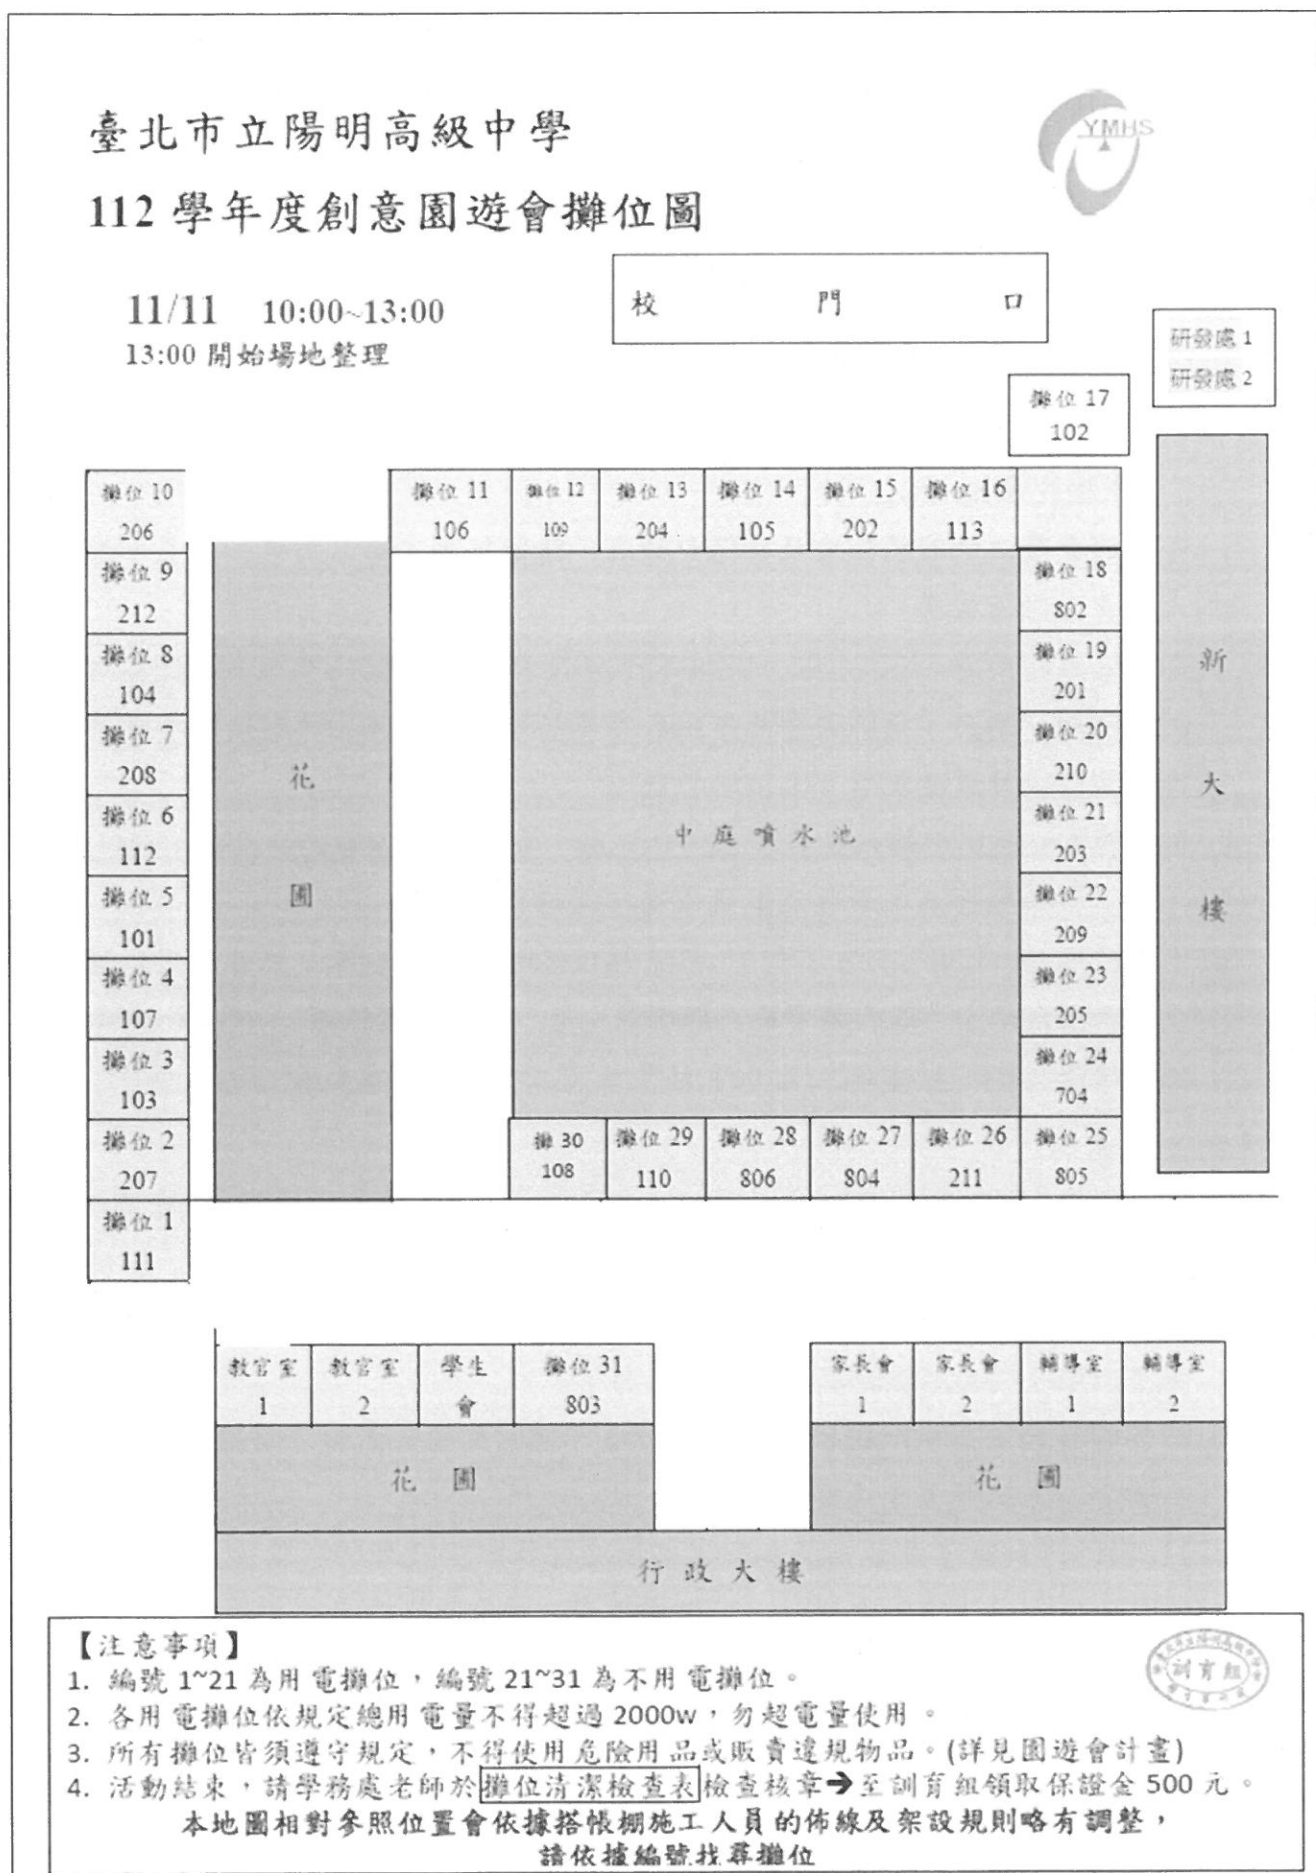 臺北市立陽明高級中學
YMHS
112 學年度創意園遊會攤位圖
11/11 10:00~13:00
13:00 開始場地整理
校 門 口
研發處 1
研發處 2
攤位 17
102
攤位 10
206
攤位 11
106
攤位 12
109
攤位 13
204
攤位 14
105
攤位 15
202
攤位 16
113
攤位 9
212
攤位 8
104
攤位 7
208
攤位 6
112
攤位 5
101
攤位 4
107
攤位 3
103
攤位 2
207
攤位 1
111
花
圃
中庭噴水池
攤位 18
802
攤位 19
201
攤位 20
210
攤位 21
203
攤位 22
209
攤位 23
205
攤位 24
704
新
大
樓
攤 30
108
攤位 29
110
攤位 28
806
攤位 27
804
攤位 26
211
攤位 25
805
教官室
1
教官室
2
學生
會
攤位 31
803
家長會
1
家長會
2
輔導室
1
輔導室
2
花 圃
花 圃
行政大樓
【注意事項】
1. 編號 1~21 為用電攤位，編號 21~31 為不用電攤位。
2. 各用電攤位依規定總用電量不得超過 2000w，勿超電量使用。
3. 所有攤位皆須遵守規定，不得使用危險用品或販賣違規物品。(詳見園遊會計畫)
4. 活動結束，請學務處老師於攤位清潔檢查表檢查核章➔至訓育組領取保證金 500 元。
本地圖相對參照位置會依據搭帳棚施工人員的佈線及架設規則略有調整，
請依據編號找尋攤位
訓育組